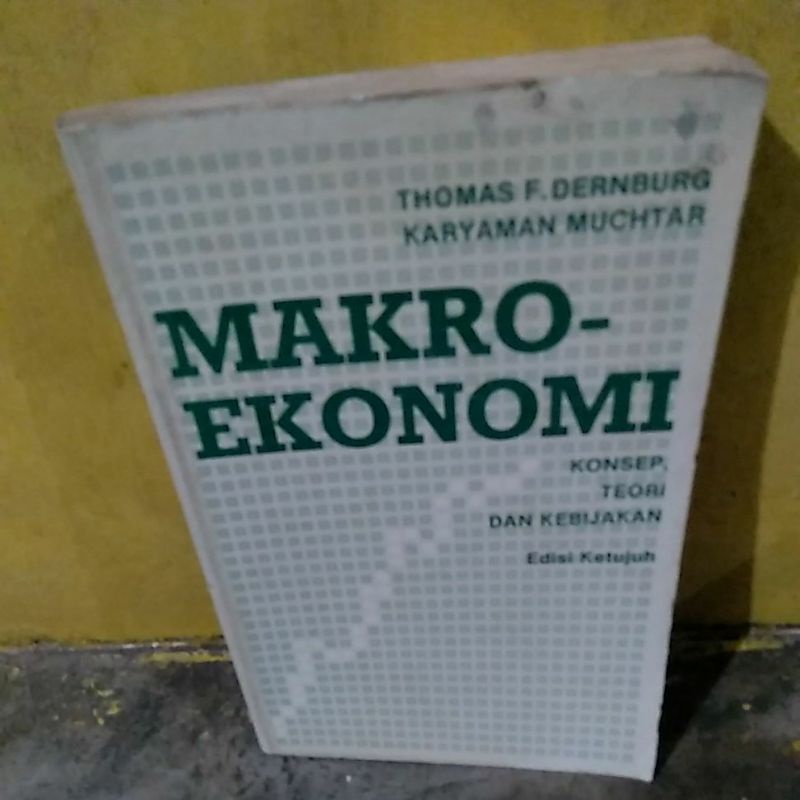 THOMAS F. DERNBURG
KARYAMAN MUCHTAR
MAKRO-
EKONOMI
KONSEP,
TEORI
DAN KEBIJAKAN
Edisi Ketujuh